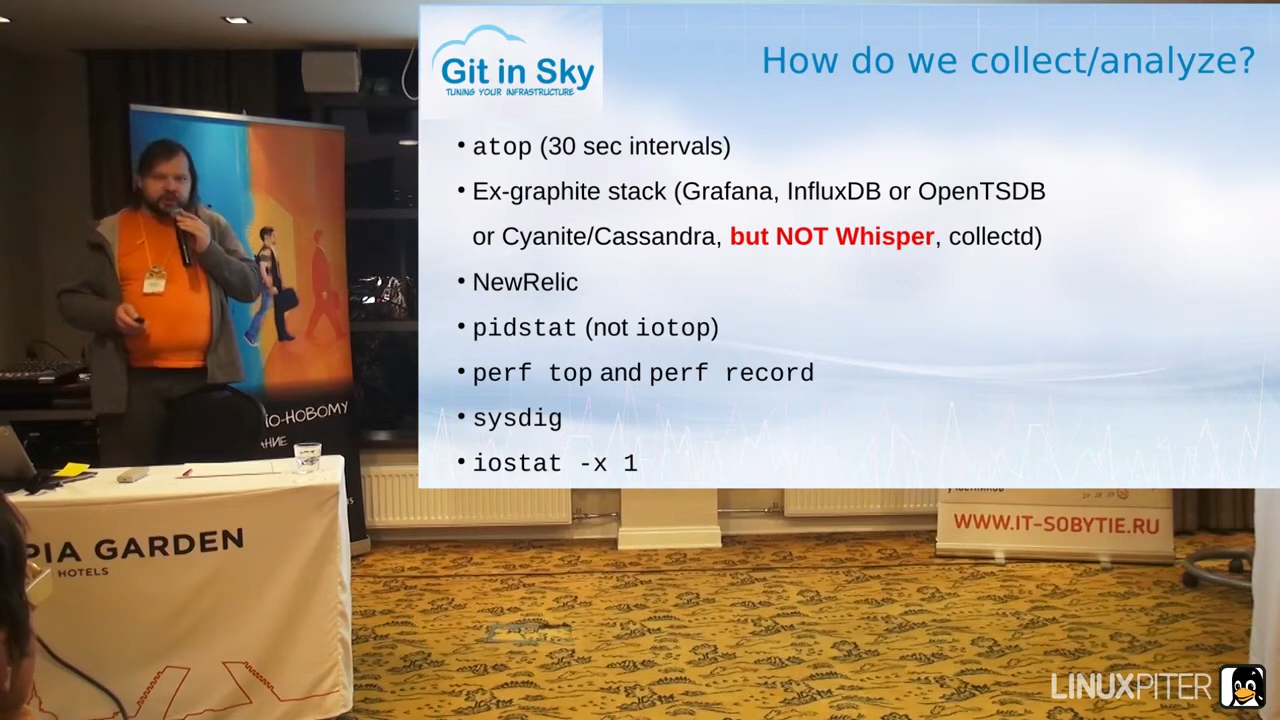 Git in Sky
TUNING YOUR INFRASTRUCTURE
How do we collect/analyze?
• atop (30 sec intervals)
• Ex-graphite stack (Grafana, InfluxDB or OpenTSDB
or Cyanite/Cassandra, but NOT Whisper, collectd)
• NewRelic
• pidstat (not iotop)
• perf top and perf record
• sysdig
• iostat -x 1
ПО-НОВОМУ
PIA GARDEN
HOTELS
WWW.IT-SOBYTIE.RU
LINUXPITER